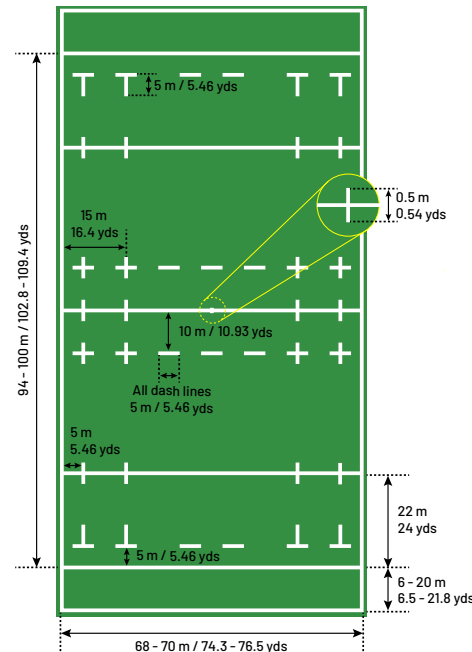 5 m / 5.46 yds
0.5 m
0.54 yds
15 m
16.4 yds
94 - 100 m / 102.8 - 109.4 yds
10 m / 10.93 yds
All dash lines
5 m / 5.46 yds
5 m
5.46 yds
22 m
24 yds
5 m / 5.46 yds
6 - 20 m
6.5 - 21.8 yds
68 - 70 m / 74.3 - 76.5 yds